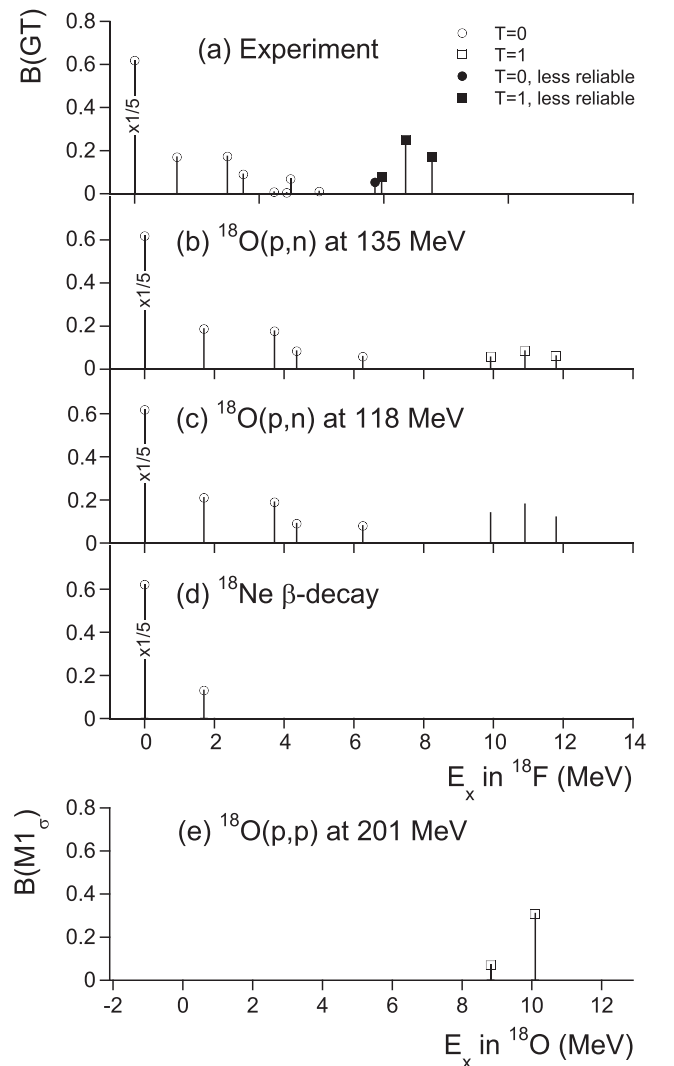 B(GT)
0.8
0.6
0.4
0.2
0
(a) Experiment
x1/5
T=0
T=1
T=0, less reliable
T=1, less reliable
0.6
0.4
0.2
0
(b) ¹⁸O(p,n) at 135 MeV
x1/5
0.6
0.4
0.2
0
(c) ¹⁸O(p,n) at 118 MeV
x1/5
0.6
0.4
0.2
0
(d) ¹⁸Ne β-decay
x1/5
0 2 4 6 8 10 12 14
Eₓ in ¹⁸F (MeV)
B(M1σ)
0.8
0.6
0.4
0.2
0
(e) ¹⁸O(p,p) at 201 MeV
-2 0 2 4 6 8 10 12
Eₓ in ¹⁸O (MeV)